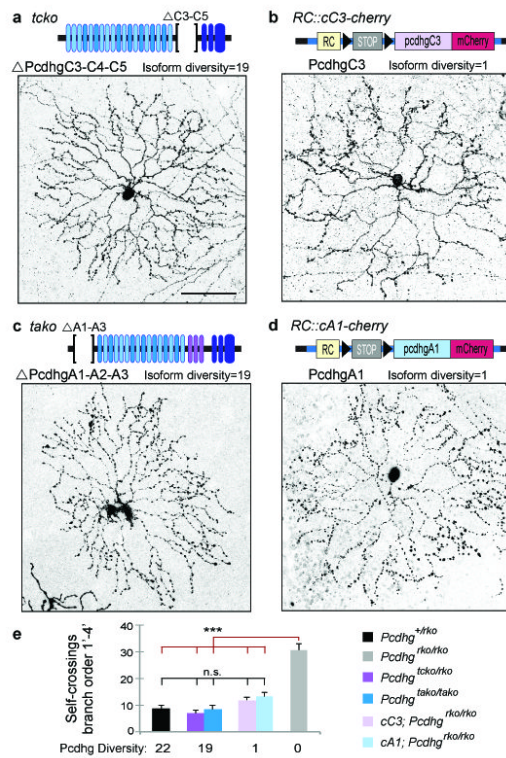 a tcko
△C3-C5
△PcdhgC3-C4-C5 Isoform diversity=19
b RC::cC3-cherry
RC STOP pcdhgC3 mCherry
PcdhgC3 Isoform diversity=1
c tako △A1-A3
△PcdhgA1-A2-A3 Isoform diversity=19
d RC::cA1-cherry
RC STOP pcdhgA1 mCherry
PcdhgA1 Isoform diversity=1
e
Self-crossings
branch order 1'-4'
40
30
20
10
0
***
n.s.
Pcdhg Diversity: 22 19 1 0
Pcdhg+/rko
Pcdhgrko/rko
Pcdhgtcko/rko
Pcdhgtako/tako
cC3; Pcdhgrko/rko
cA1; Pcdhgrko/rko